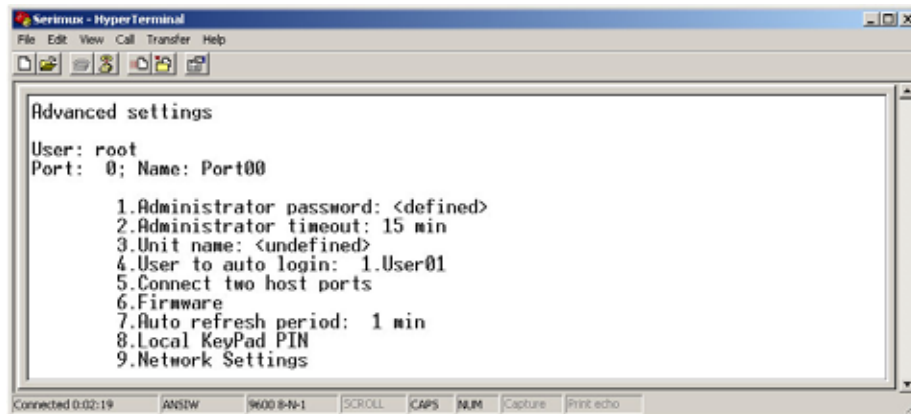 Serimux - HyperTerminal
File Edit View Call Transfer Help
Advanced settings
User: root
Port: 0; Name: Port00
1.Administrator password: <defined>
2.Administrator timeout: 15 min
3.Unit name: <undefined>
4.User to auto login: 1.User01
5.Connect two host ports
6.Firmware
7.Auto refresh period: 1 min
8.Local KeyPad PIN
9.Network Settings
Connected 0:02:19 ANSIW 9600 8-N-1 SCROLL CAPS NUM Capture Print echo